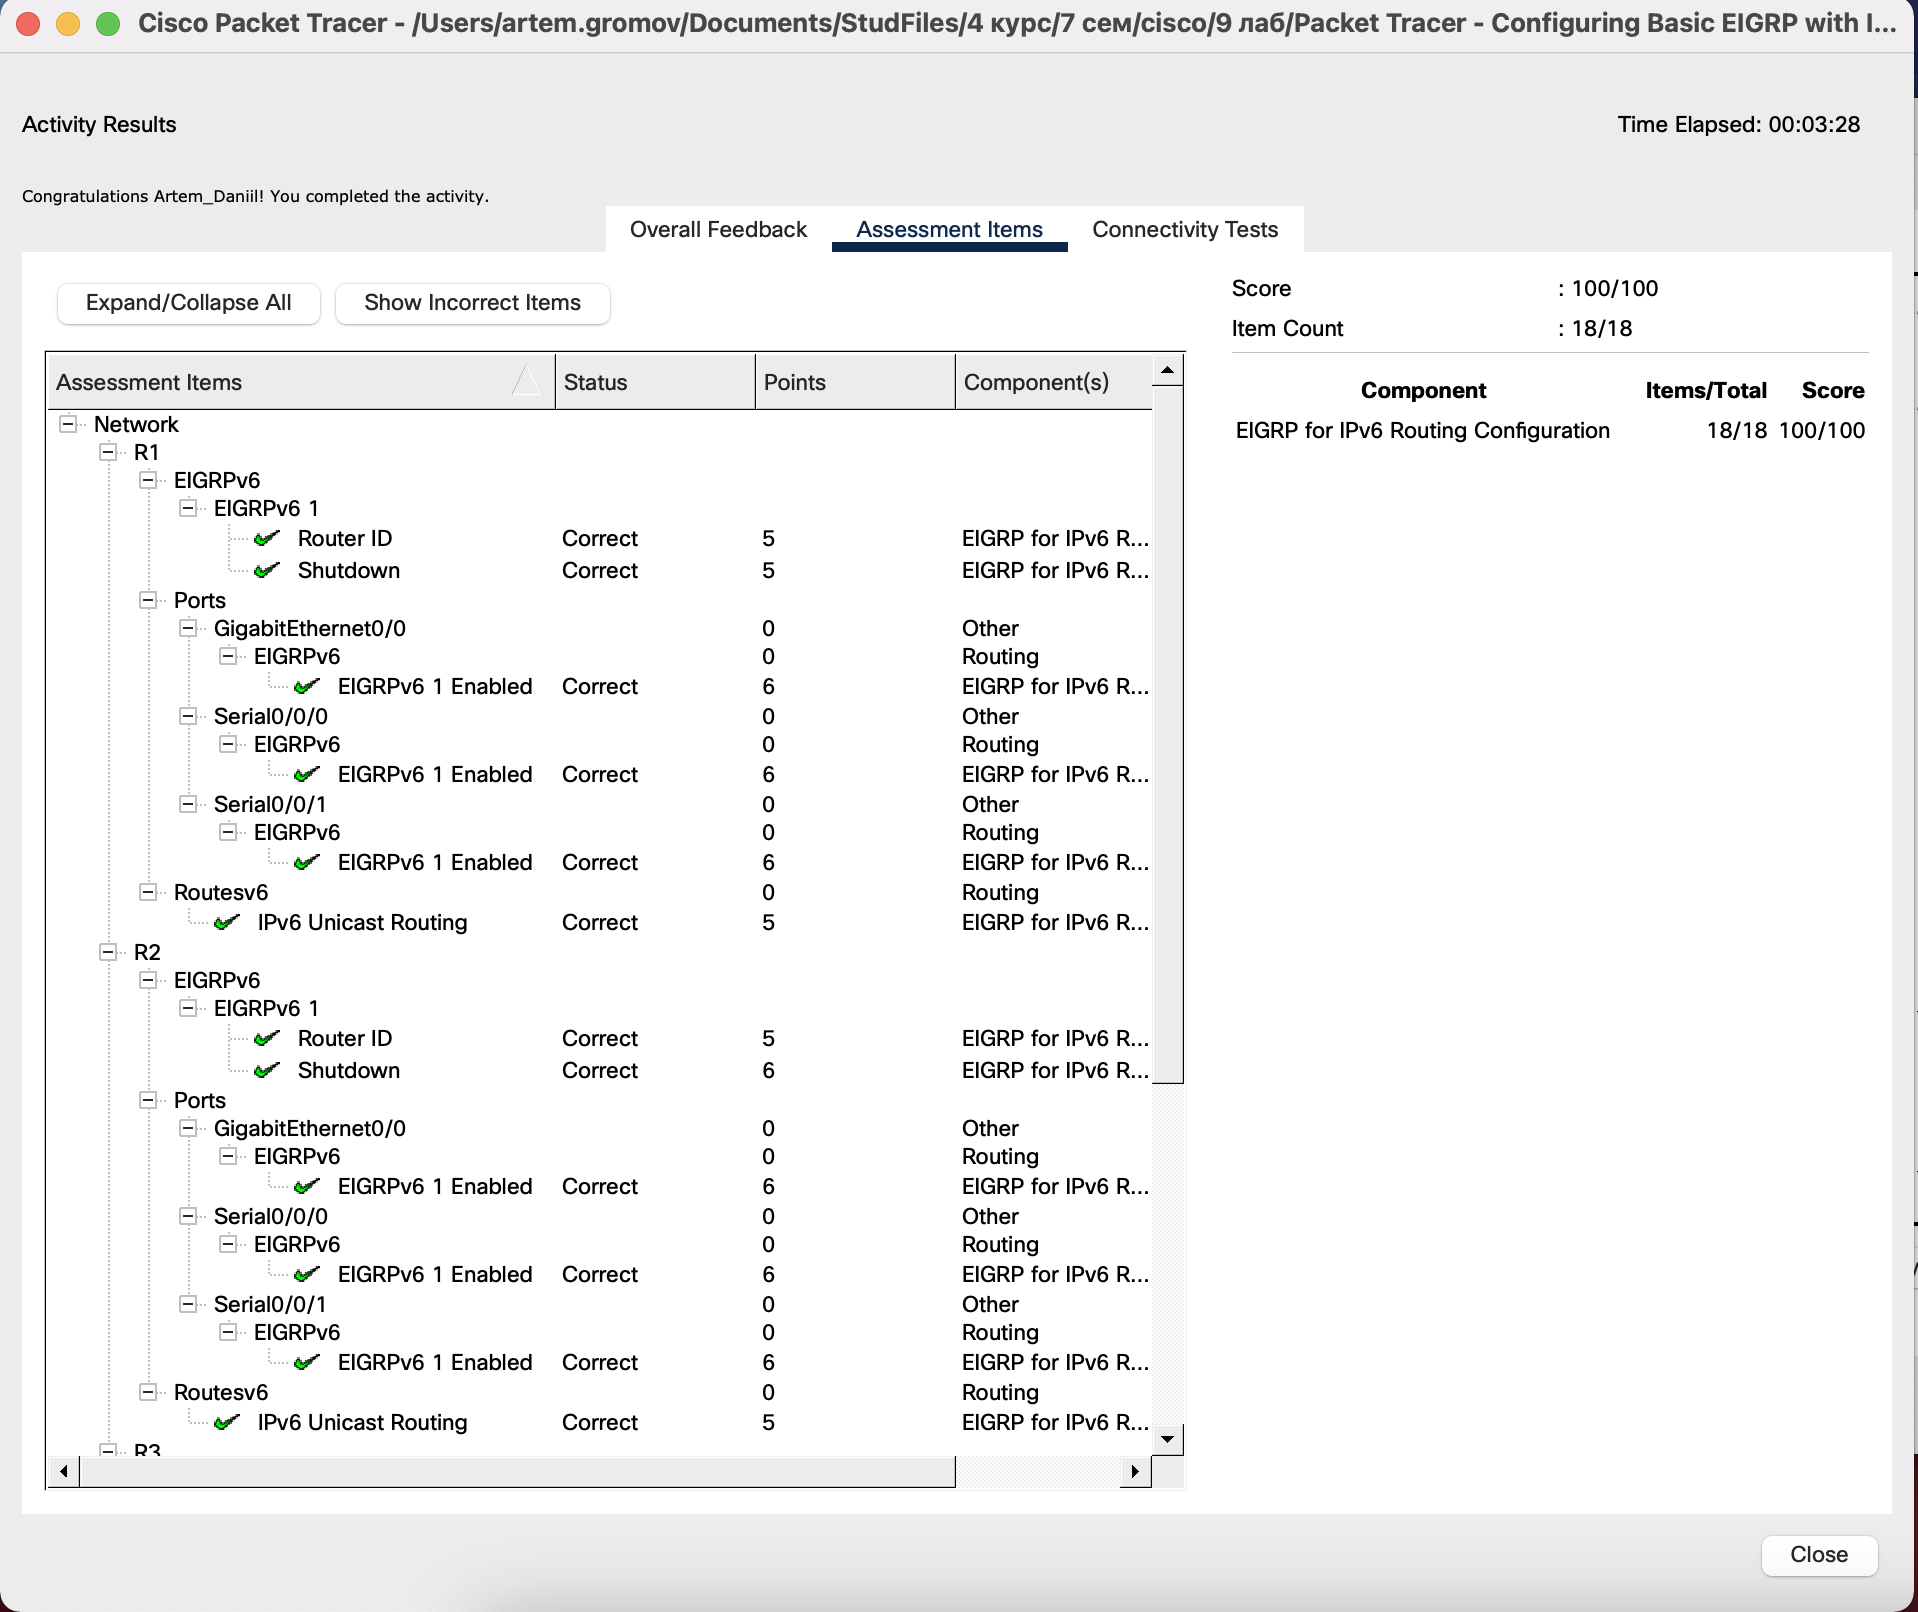 Cisco Packet Tracer - /Users/artem.gromov/Documents/StudFiles/4 курс/7 сем/cisco/9 лаб/Packet Tracer - Configuring Basic EIGRP with I...
Activity Results
Time Elapsed: 00:03:28
Congratulations Artem_Daniil! You completed the activity.
Overall Feedback Assessment Items Connectivity Tests
Expand/Collapse All Show Incorrect Items
Score : 100/100
Item Count : 18/18
Component Items/Total Score
EIGRP for IPv6 Routing Configuration 18/18 100/100
Assessment Items Status Points Component(s)
Network
R1
EIGRPv6
EIGRPv6 1
Router ID Correct 5 EIGRP for IPv6 R...
Shutdown Correct 5 EIGRP for IPv6 R...
Ports
GigabitEthernet0/0 0 Other
EIGRPv6 0 Routing
EIGRPv6 1 Enabled Correct 6 EIGRP for IPv6 R...
Serial0/0/0 0 Other
EIGRPv6 0 Routing
EIGRPv6 1 Enabled Correct 6 EIGRP for IPv6 R...
Serial0/0/1 0 Other
EIGRPv6 0 Routing
EIGRPv6 1 Enabled Correct 6 EIGRP for IPv6 R...
Routesv6 0 Routing
IPv6 Unicast Routing Correct 5 EIGRP for IPv6 R...
R2
EIGRPv6
EIGRPv6 1
Router ID Correct 5 EIGRP for IPv6 R...
Shutdown Correct 6 EIGRP for IPv6 R...
Ports
GigabitEthernet0/0 0 Other
EIGRPv6 0 Routing
EIGRPv6 1 Enabled Correct 6 EIGRP for IPv6 R...
Serial0/0/0 0 Other
EIGRPv6 0 Routing
EIGRPv6 1 Enabled Correct 6 EIGRP for IPv6 R...
Serial0/0/1 0 Other
EIGRPv6 0 Routing
EIGRPv6 1 Enabled Correct 6 EIGRP for IPv6 R...
Routesv6 0 Routing
IPv6 Unicast Routing Correct 5 EIGRP for IPv6 R...
R3
Close